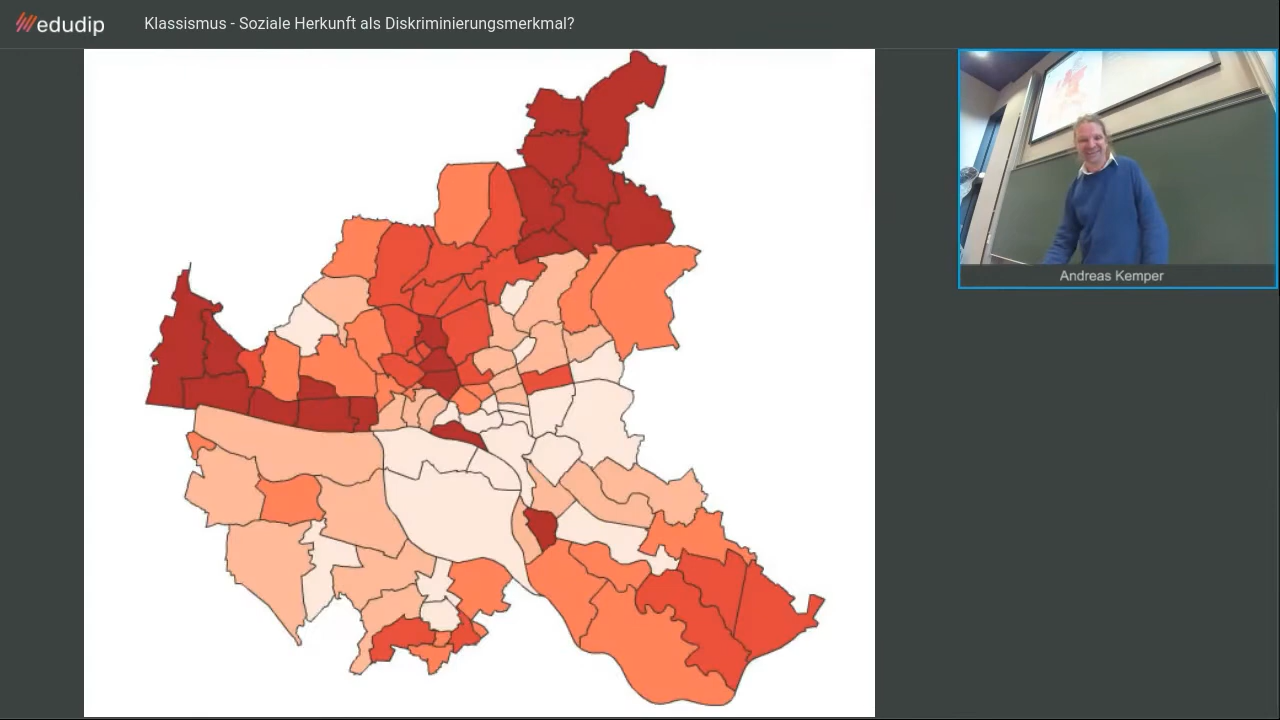 edudip
Klassismus - Soziale Herkunft als Diskriminierungsmerkmal?
Andreas Kemper